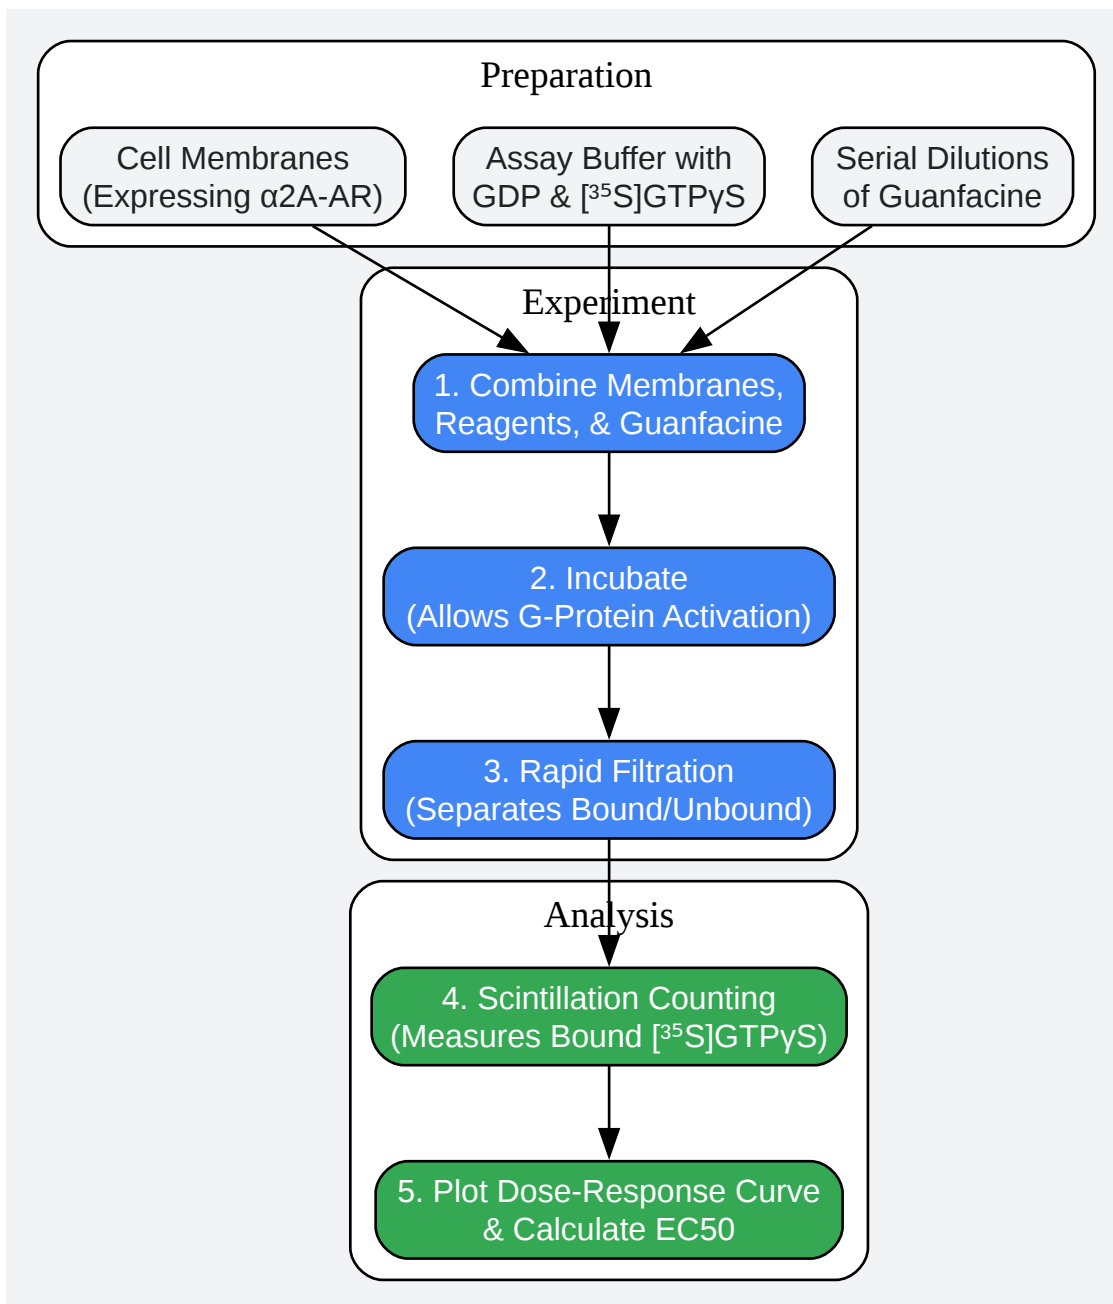 Preparation
Cell Membranes
(Expressing α2A-AR)
Assay Buffer with
GDP & [³⁵S]GTPγS
Serial Dilutions
of Guanfacine
Experiment
1. Combine Membranes,
Reagents, & Guanfacine
2. Incubate
(Allows G-Protein Activation)
3. Rapid Filtration
(Separates Bound/Unbound)
Analysis
4. Scintillation Counting
(Measures Bound [³⁵S]GTPγS)
5. Plot Dose-Response Curve
& Calculate EC50